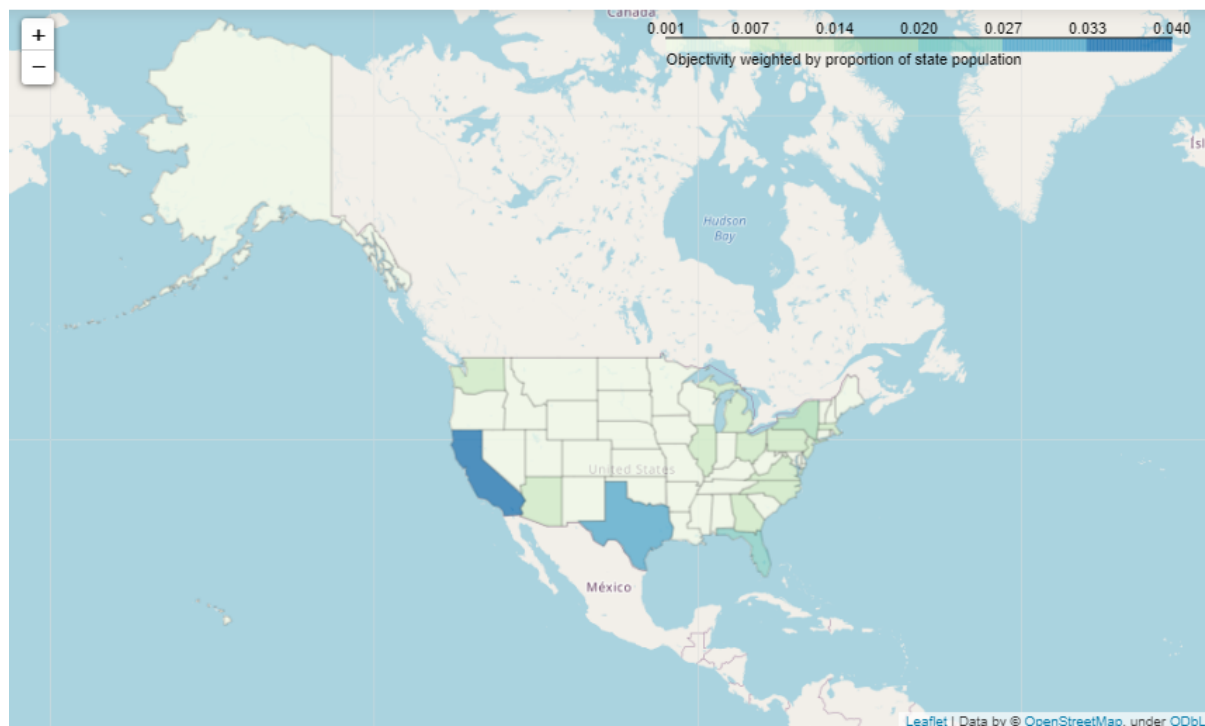 Canada
+
−
0.001 0.007 0.014 0.020 0.027 0.033 0.040
Objectivity weighted by proportion of state population
Ísl
Hudson
Bay
United States
México
Leaflet | Data by © OpenStreetMap, under ODbL